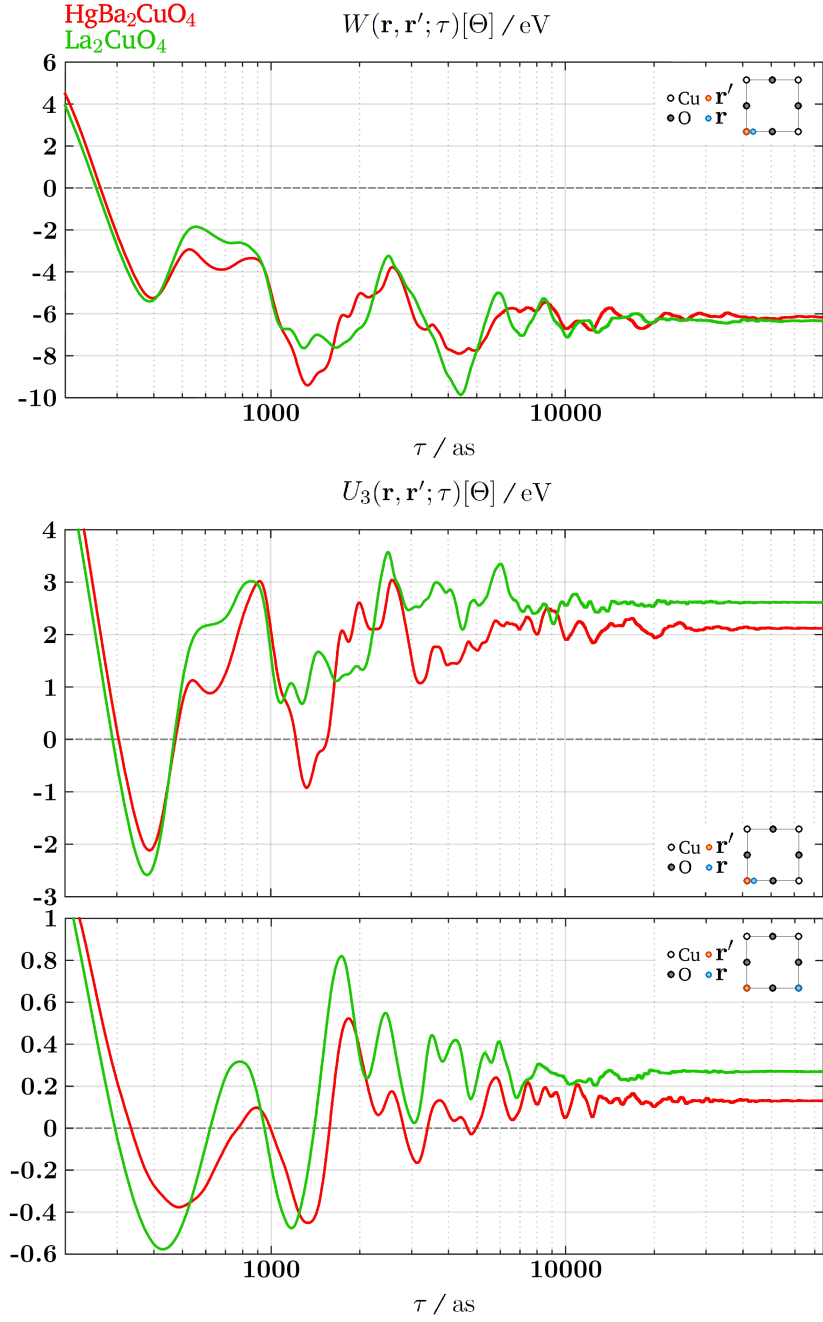 HgBa₂CuO₄
La₂CuO₄
W(r, r′; τ)[Θ] / eV
6
4
2
0
-2
-4
-6
-8
-10
Cu r′
O r
1000 10000
τ / as
U₃(r, r′; τ)[Θ] / eV
4
3
2
1
0
-1
-2
-3
Cu r′
O r
1
0.8
0.6
0.4
0.2
0
-0.2
-0.4
-0.6
Cu r′
O r
1000 10000
τ / as